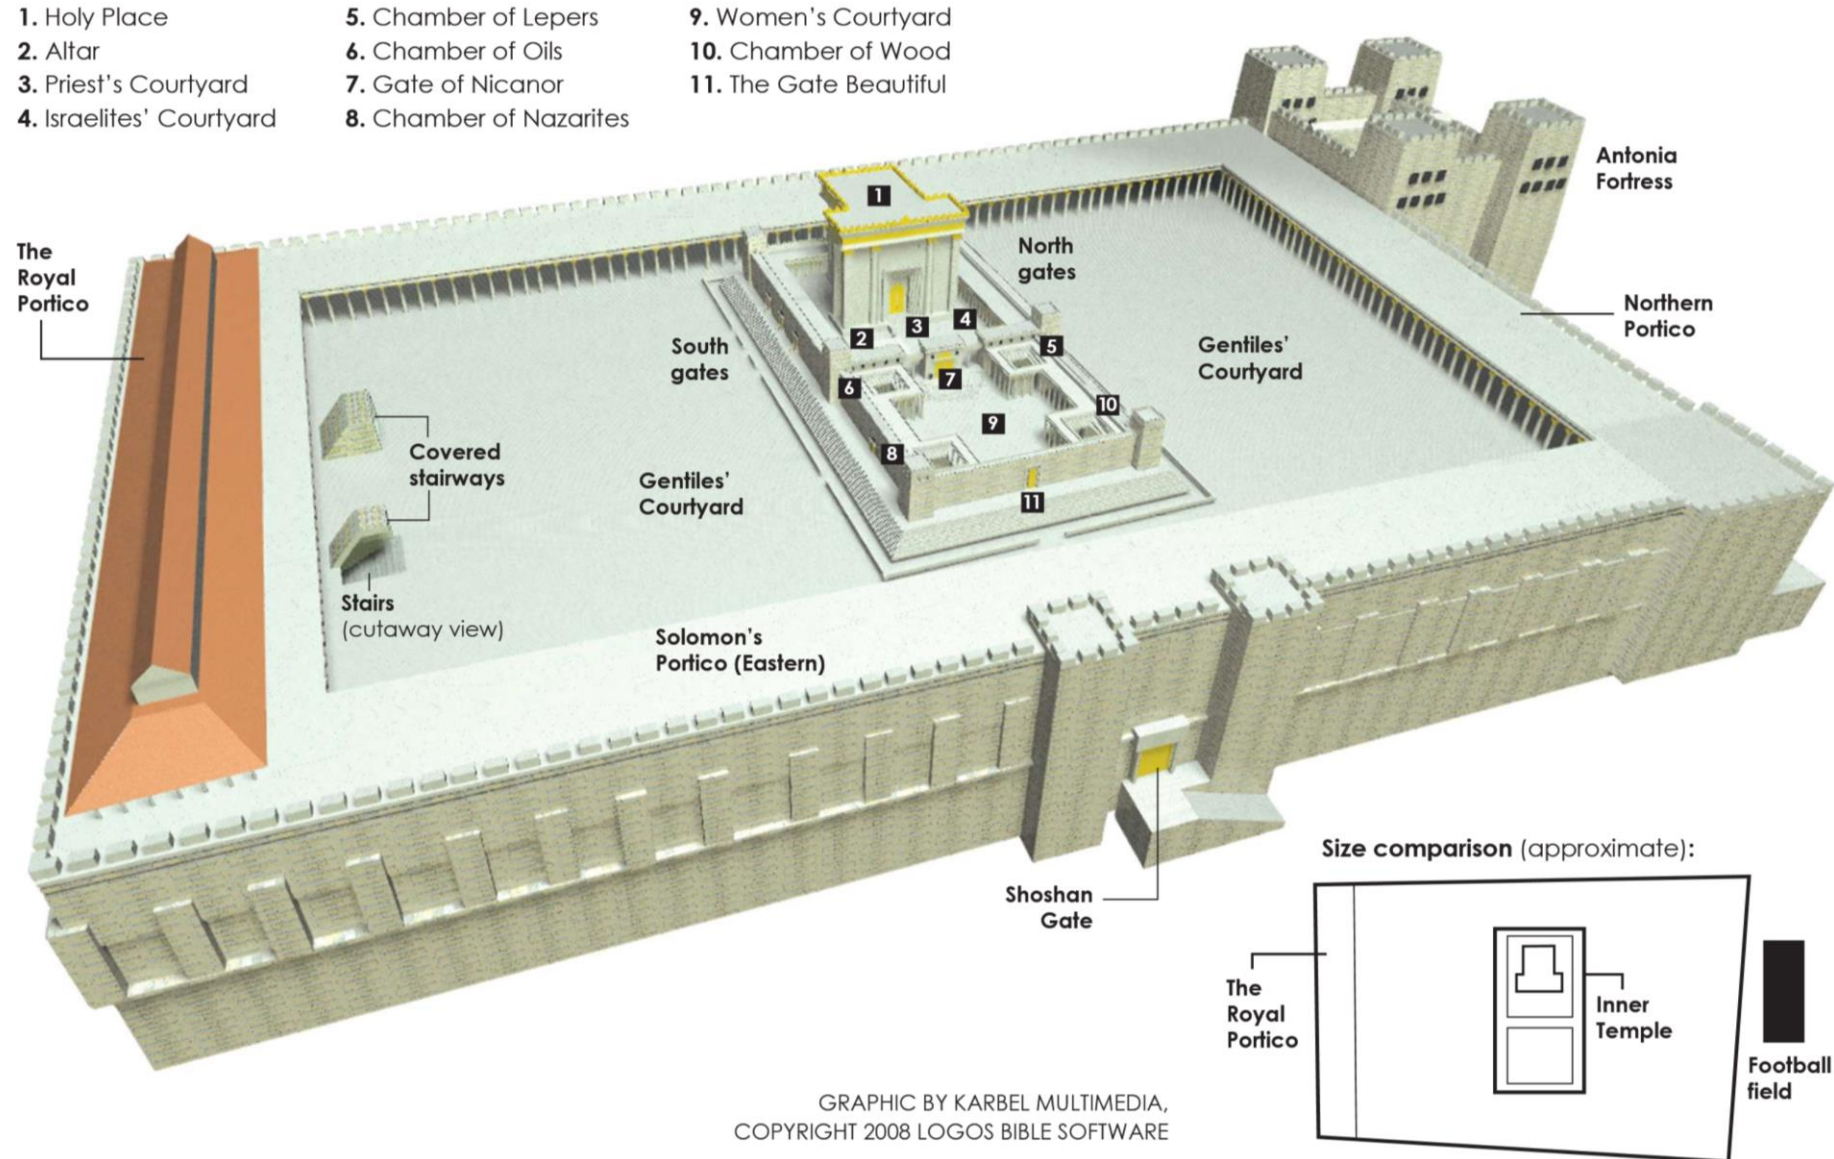 1. Holy Place
2. Altar
3. Priest's Courtyard
4. Israelites' Courtyard
5. Chamber of Lepers
6. Chamber of Oils
7. Gate of Nicanor
8. Chamber of Nazarites
9. Women's Courtyard
10. Chamber of Wood
11. The Gate Beautiful
Antonia
Fortress
1
The
Royal
Portico
North
gates
Northern
Portico
4
3
2
5
South
gates
Gentiles'
Courtyard
7
6
10
9
8
Covered
stairways
Gentiles'
Courtyard
11
Stairs
(cutaway view)
Solomon's
Portico (Eastern)
Shoshan
Gate
Size comparison (approximate):
The
Royal
Portico
Inner
Temple
Football
field
GRAPHIC BY KARBEL MULTIMEDIA,
COPYRIGHT 2008 LOGOS BIBLE SOFTWARE